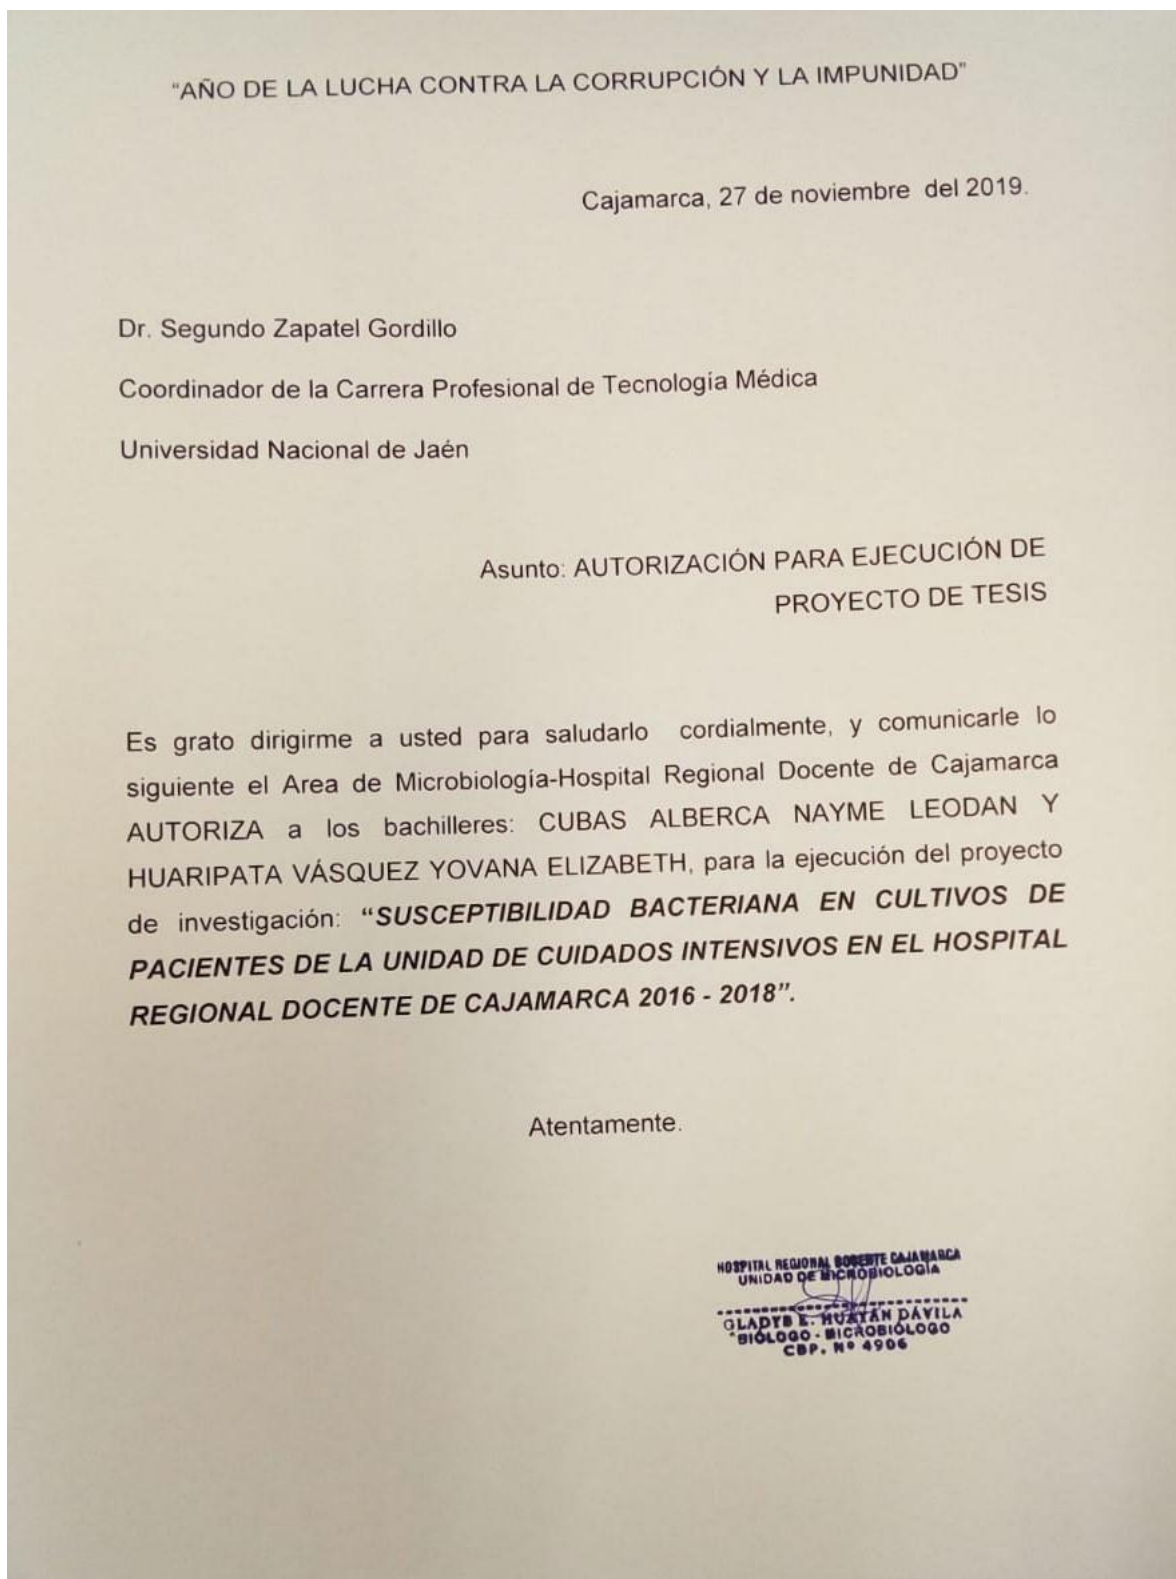 “AÑO DE LA LUCHA CONTRA LA CORRUPCIÓN Y LA IMPUNIDAD”
Cajamarca, 27 de noviembre del 2019.
Dr. Segundo Zapatel Gordillo
Coordinador de la Carrera Profesional de Tecnología Médica
Universidad Nacional de Jaén
Asunto: AUTORIZACIÓN PARA EJECUCIÓN DE
PROYECTO DE TESIS
Es grato dirigirme a usted para saludarlo cordialmente, y comunicarle lo
siguiente el Area de Microbiología-Hospital Regional Docente de Cajamarca
AUTORIZA a los bachilleres: CUBAS ALBERCA NAYME LEODAN Y
HUARIPATA VÁSQUEZ YOVANA ELIZABETH, para la ejecución del proyecto
de investigación: “SUSCEPTIBILIDAD BACTERIANA EN CULTIVOS DE
PACIENTES DE LA UNIDAD DE CUIDADOS INTENSIVOS EN EL HOSPITAL
REGIONAL DOCENTE DE CAJAMARCA 2016 - 2018”.
Atentamente.
HOSPITAL REGIONAL DOCENTE CAJAMARCA
UNIDAD DE MICROBIOLOGÍA
GLADYS E. HUAYÁN DÁVILA
BIÓLOGO - MICROBIÓLOGO
CBP. Nº 4906